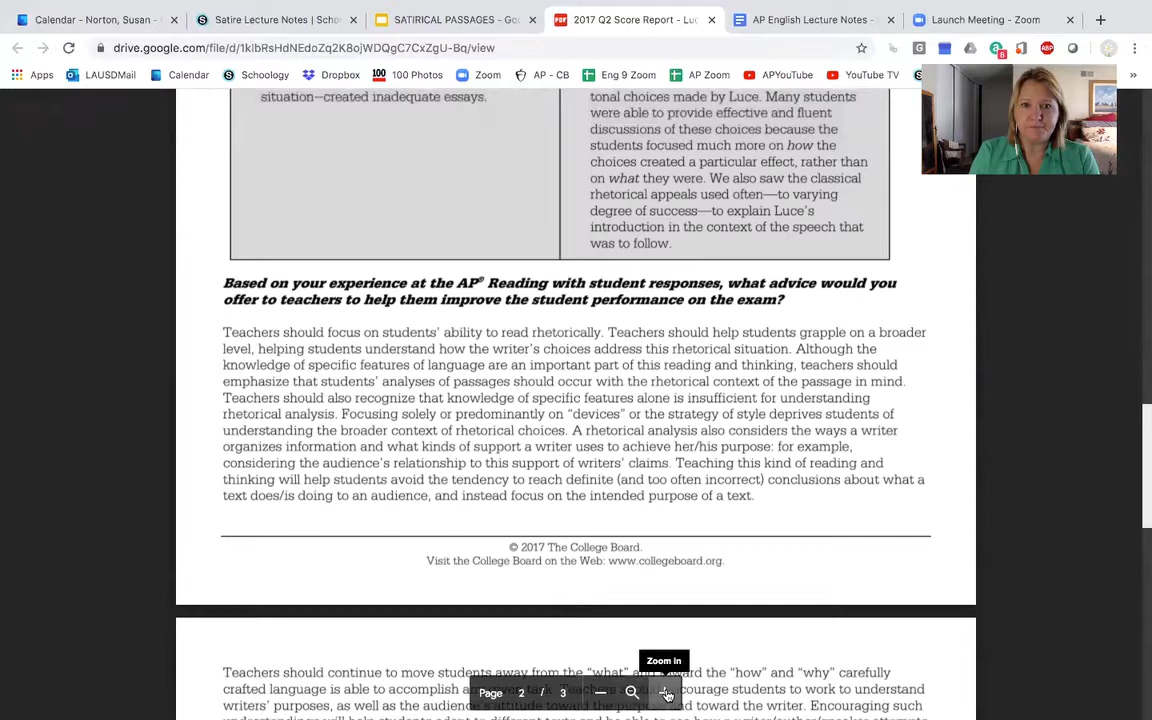 Calendar - Norton, Susan -
Satire Lecture Notes | Scho
SATIRICAL PASSAGES - Goo
2017 Q2 Score Report - Luc
AP English Lecture Notes -
Launch Meeting - Zoom
drive.google.com/file/d/1klbRsHdNEdoZq2K8ojWDQgC7CxZgU-Bq/view
Apps LAUSDMail Calendar Schoology Dropbox 100 Photos Zoom AP - CB Eng 9 Zoom AP Zoom APYouTube YouTube TV
situation--created inadequate essays.
tonal choices made by Luce. Many students
were able to provide effective and fluent
discussions of these choices because the
students focused much more on how the
choices created a particular effect, rather than
on what they were. We also saw the classical
rhetorical appeals used often—to varying
degree of success—to explain Luce's
introduction in the context of the speech that
was to follow.
Based on your experience at the AP® Reading with student responses, what advice would you
offer to teachers to help them improve the student performance on the exam?
Teachers should focus on students' ability to read rhetorically. Teachers should help students grapple on a broader
level, helping students understand how the writer's choices address this rhetorical situation. Although the
knowledge of specific features of language are an important part of this reading and thinking, teachers should
emphasize that students' analyses of passages should occur with the rhetorical context of the passage in mind.
Teachers should also recognize that knowledge of specific features alone is insufficient for understanding
rhetorical analysis. Focusing solely or predominantly on "devices" or the strategy of style deprives students of
understanding the broader context of rhetorical choices. A rhetorical analysis also considers the ways a writer
organizes information and what kinds of support a writer uses to achieve her/his purpose: for example,
considering the audience's relationship to this support of writers' claims. Teaching this kind of reading and
thinking will help students avoid the tendency to reach definite (and too often incorrect) conclusions about what a
text does/is doing to an audience, and instead focus on the intended purpose of a text.
© 2017 The College Board.
Visit the College Board on the Web: www.collegeboard.org.
Zoom in
Teachers should continue to move students away from the "what" and toward the "how" and "why" carefully
crafted language is able to accomplish a given task. Teachers should encourage students to work to understand
writers' purposes, as well as the audience's attitude toward the purpose and toward the writer. Encouraging such
Page 2 / 3